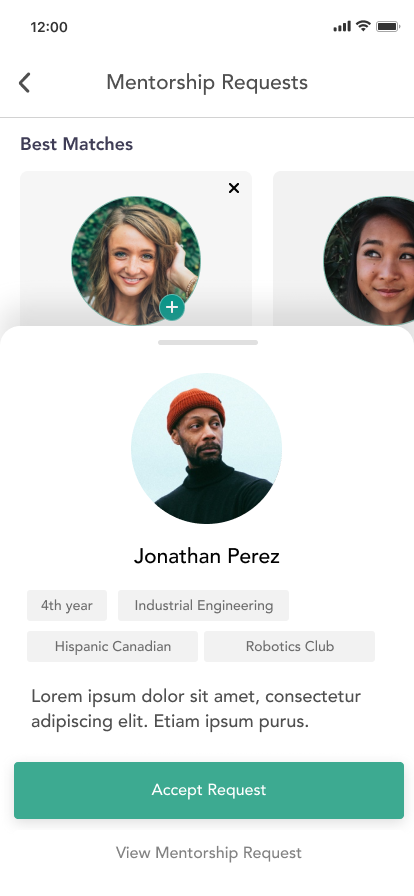 12:00
Mentorship Requests
Best Matches
Jonathan Perez
4th year
Industrial Engineering
Hispanic Canadian
Robotics Club
Lorem ipsum dolor sit amet, consectetur
adipiscing elit. Etiam ipsum purus.
Accept Request
View Mentorship Request